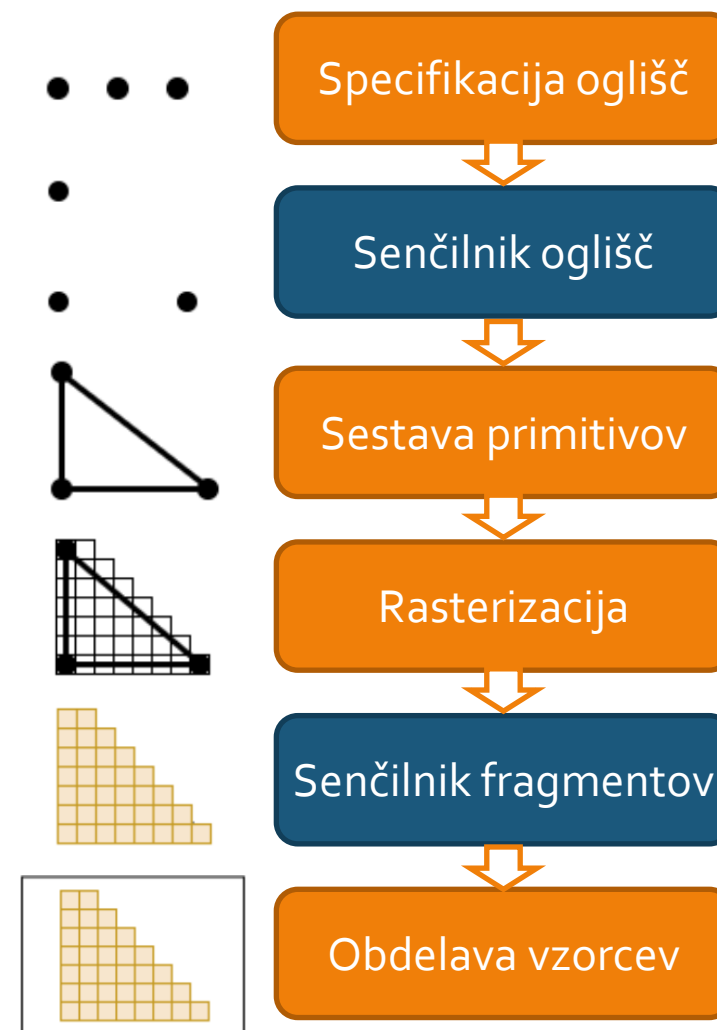 Specifikacija oglišč
Senčilnik oglišč
Sestava primitivov
Rasterizacija
Senčilnik fragmentov
Obdelava vzorcev